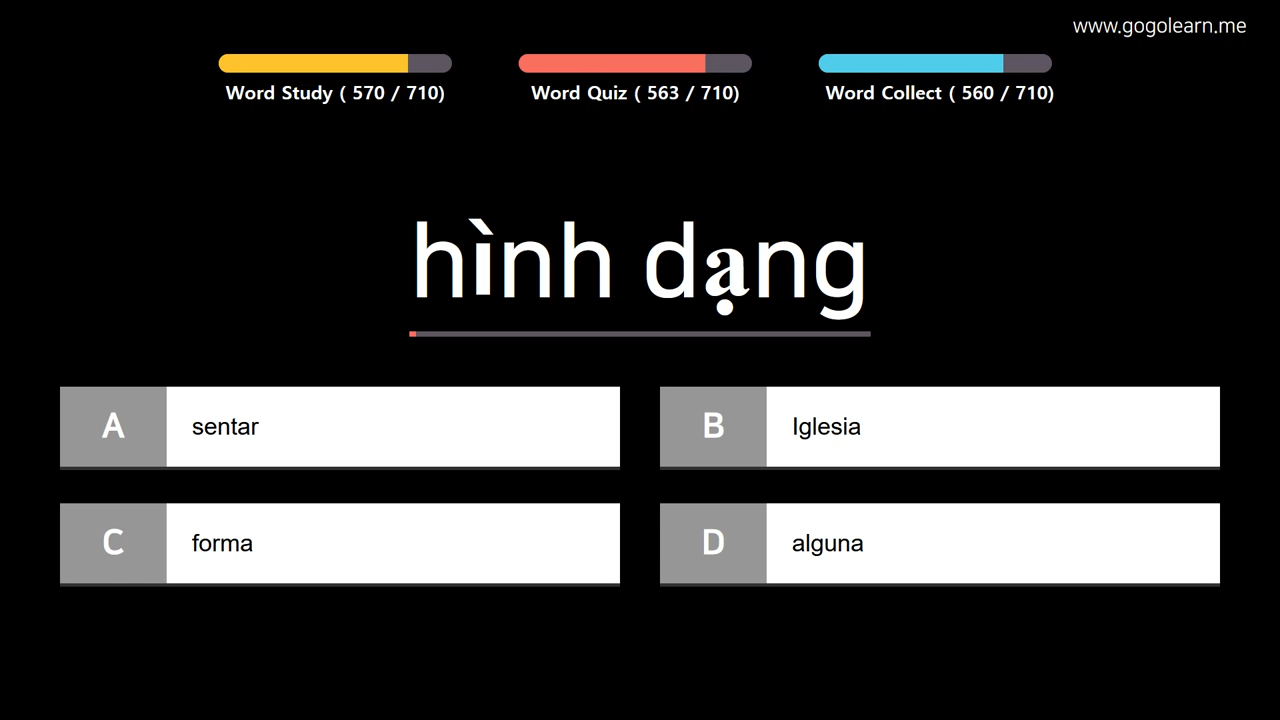 www.gogolearn.me
Word Study ( 570 / 710)
Word Quiz ( 563 / 710)
Word Collect ( 560 / 710)
hình dạng
A sentar
B Iglesia
C forma
D alguna